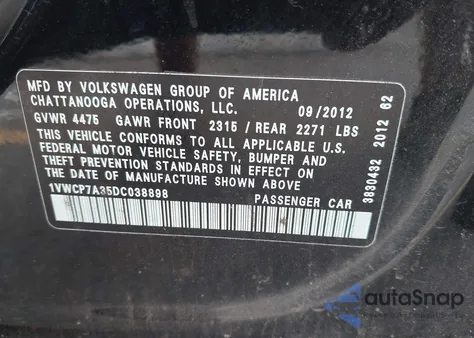 MFD BY VOLKSWAGEN GROUP OF AMERICA
CHATTANOOGA OPERATIONS, LLC. 09/2012
GVWR 4475 GAWR FRONT 2315 / REAR 2271 LBS
THIS VEHICLE CONFORMS TO ALL APPLICABLE U.S.
FEDERAL MOTOR VEHICLE SAFETY, BUMPER AND
THEFT PREVENTION STANDARDS IN EFFECT ON
THE DATE OF MANUFACTURE SHOWN ABOVE.
1VWCP7A35DC038898 PASSENGER CAR
3830432 2012 62
autoSnap